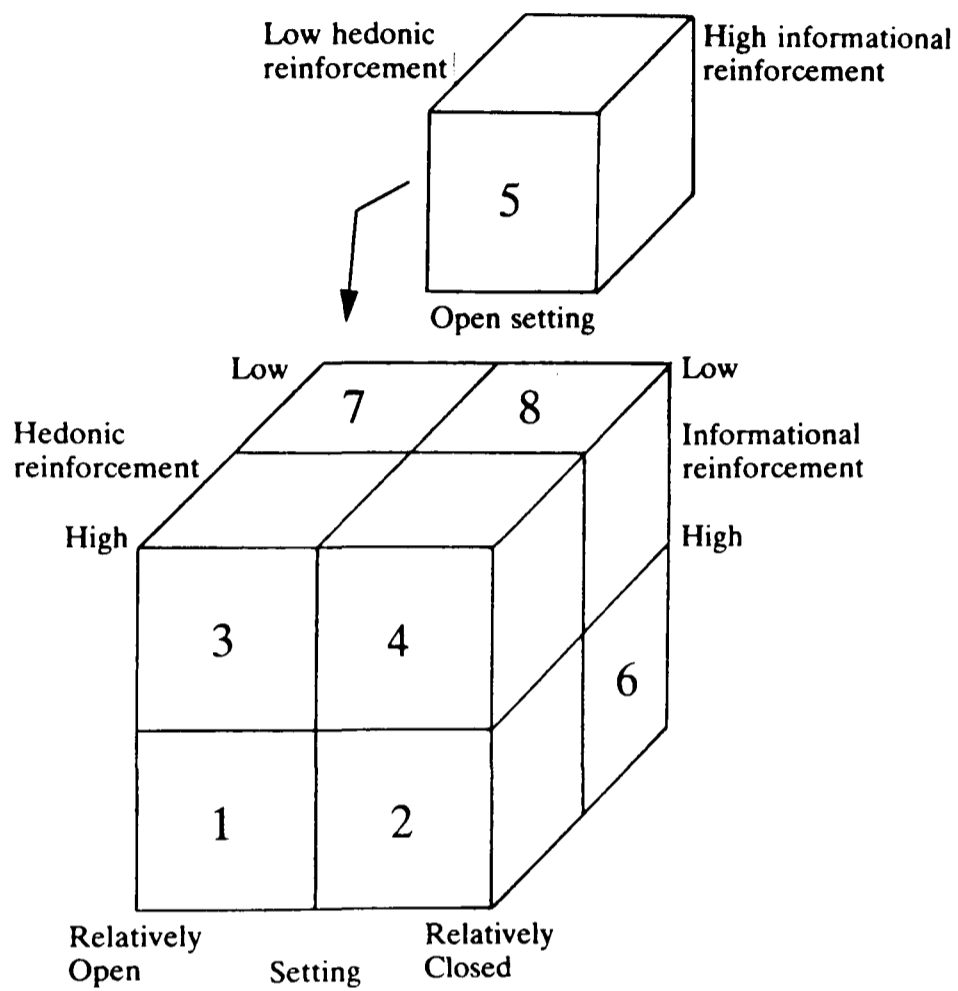 Low hedonic
reinforcement
High informational
reinforcement
5
Open setting
Low
Low
7
8
Hedonic
reinforcement
Informational
reinforcement
High
High
3
4
6
1
2
Relatively
Open
Setting
Relatively
Closed